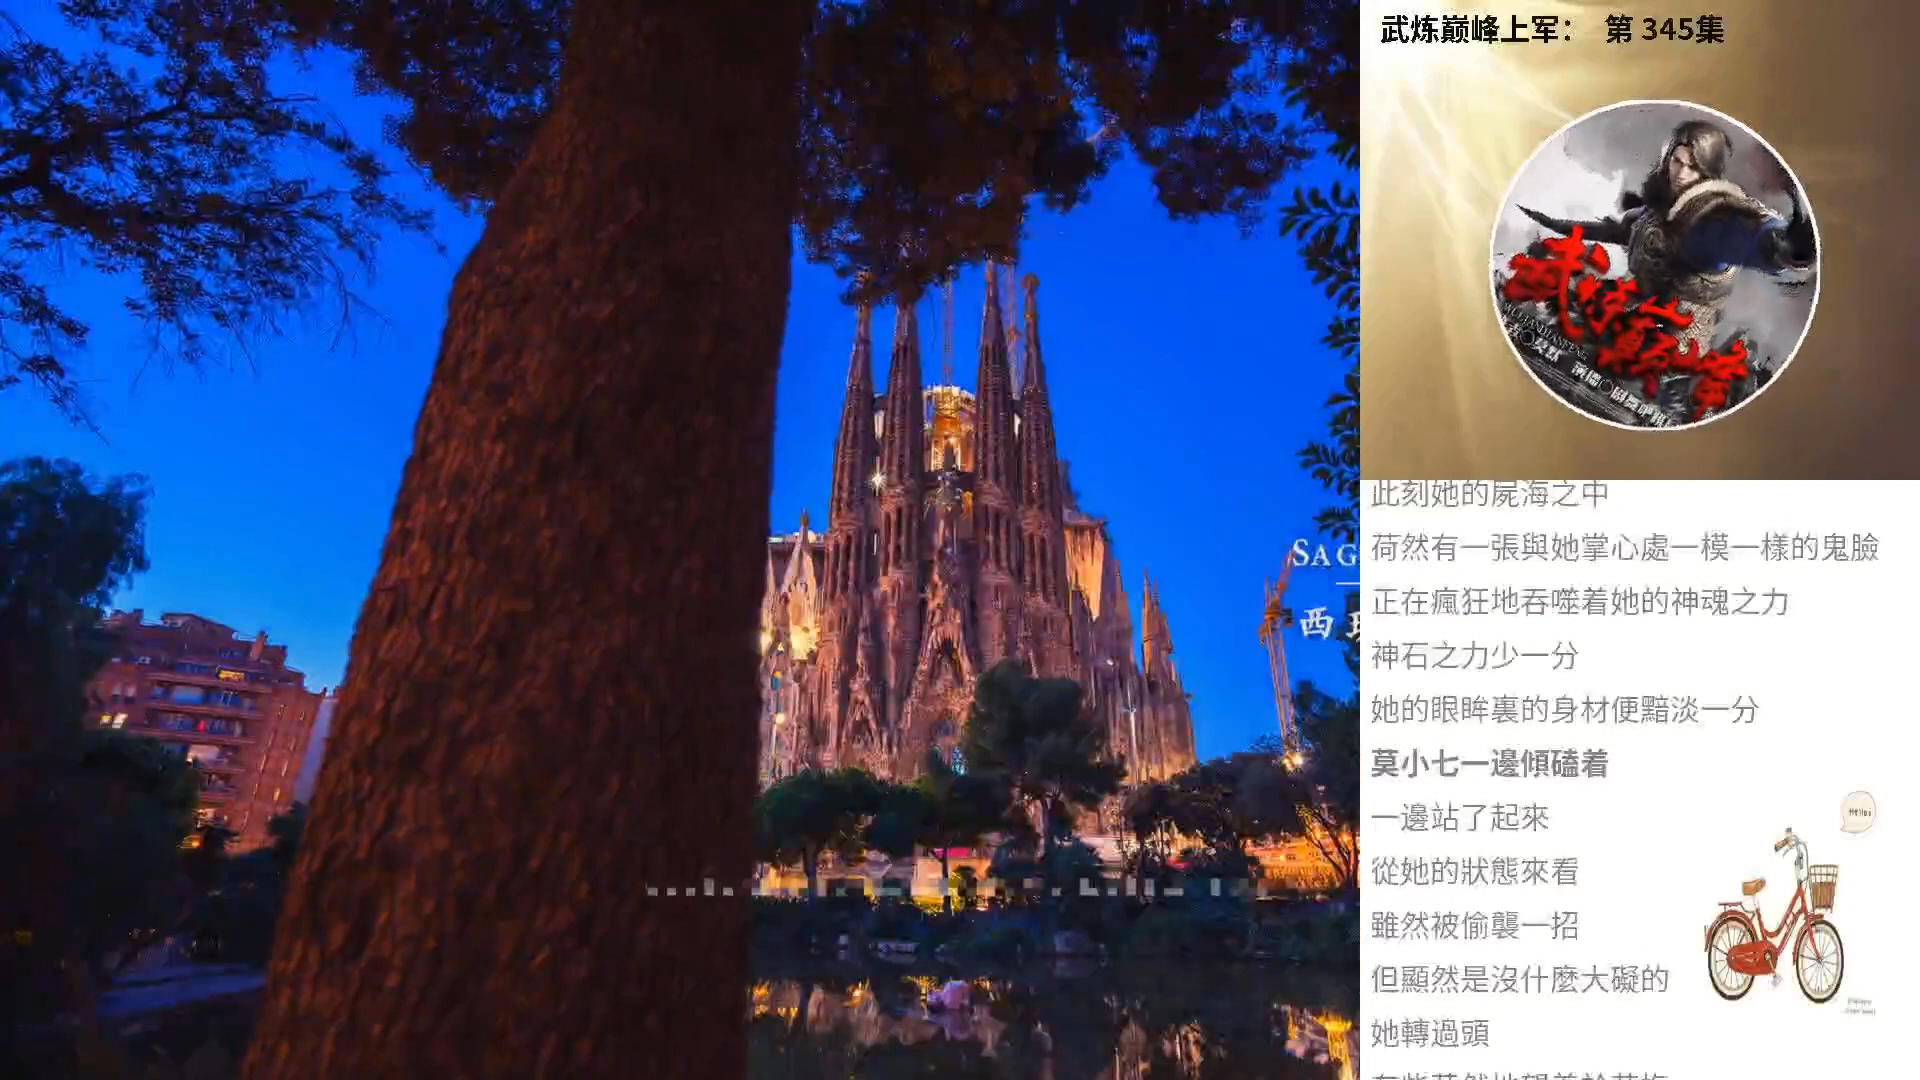 武炼巅峰上军： 第 345集
武炼巅峰
SAG
西班
此刻她的屍海之中
荷然有一張與她掌心處一模一樣的鬼臉
正在瘋狂地吞噬着她的神魂之力
神石之力少一分
她的眼眸裏的身材便黯淡一分
莫小七一邊傾磕着
一邊站了起來
從她的狀態來看
雖然被偷襲一招
但顯然是沒什麼大礙的
她轉過頭